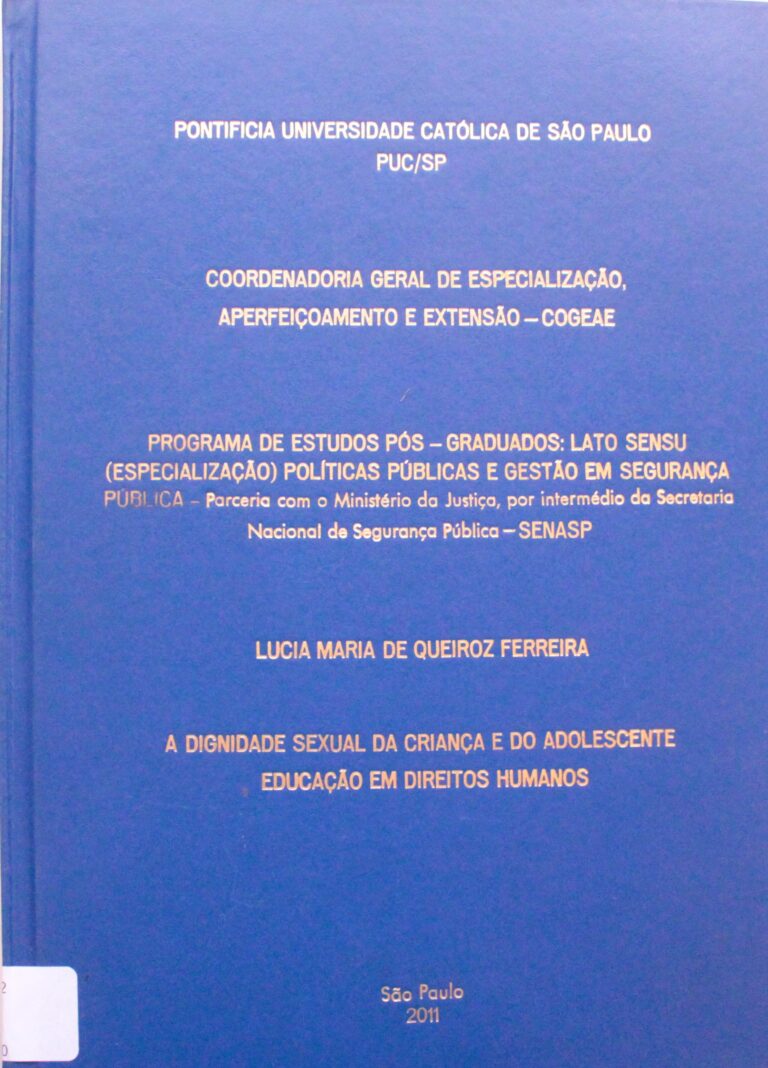 PONTIFICIA UNIVERSIDADE CATÓLICA DE SÃO PAULO
PUC/SP
COORDENADORIA GERAL DE ESPECIALIZAÇÃO,
APERFEIÇOAMENTO E EXTENSÃO – COGEAE
PROGRAMA DE ESTUDOS PÓS – GRADUADOS: LATO SENSU
(ESPECIALIZAÇÃO) POLÍTICAS PÚBLICAS E GESTÃO EM SEGURANÇA
PÚBLICA – Parceria com o Ministério da Justiça, por intermédio da Secretaria
Nacional de Segurança Pública – SENASP
LUCIA MARIA DE QUEIROZ FERREIRA
A DIGNIDADE SEXUAL DA CRIANÇA E DO ADOLESCENTE
EDUCAÇÃO EM DIREITOS HUMANOS
São Paulo
2011